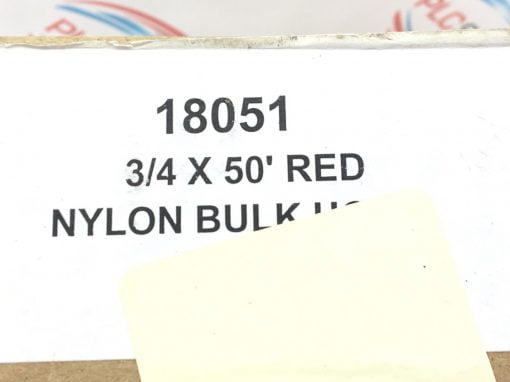 18051
3/4 X 50' RED
NYLON BULK